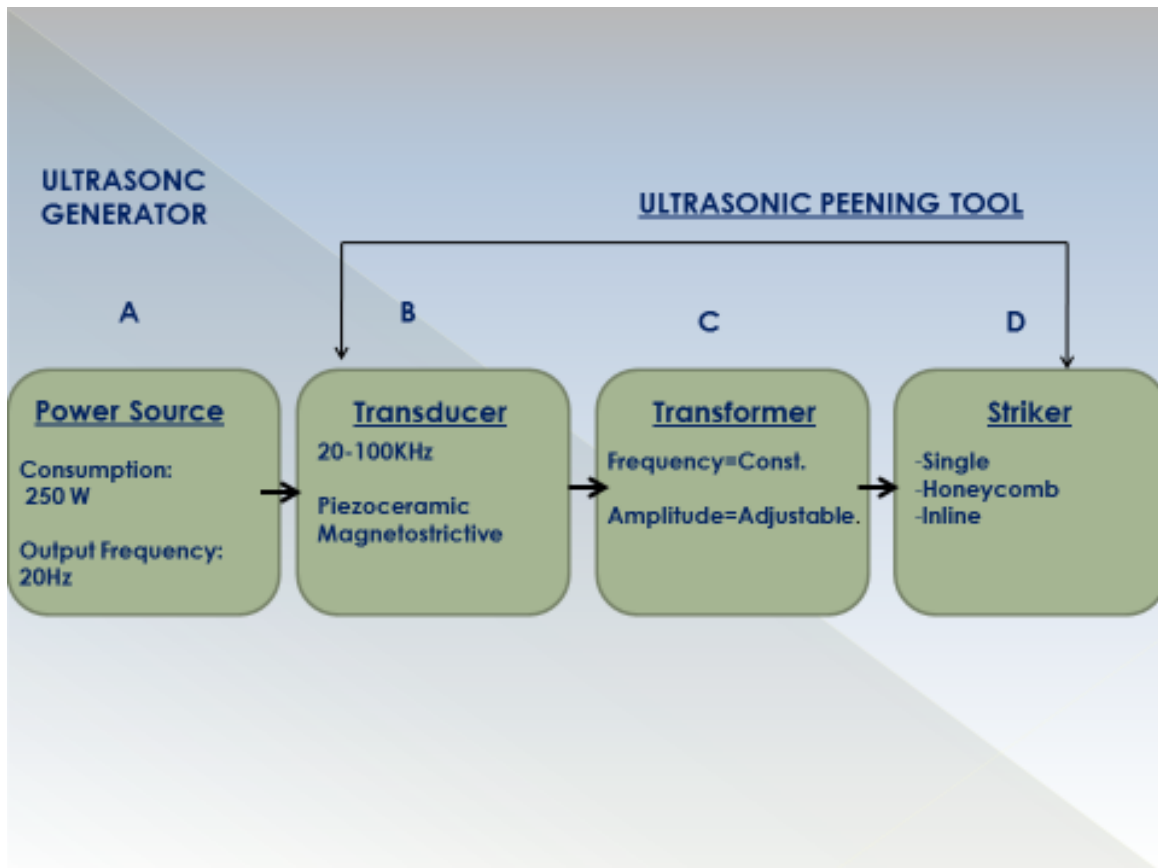 ULTRASONC
GENERATOR
ULTRASONIC PEENING TOOL
A
B
C
D
Power Source
Consumption:
250 W
Output Frequency:
20Hz
Transducer
20-100KHz
Piezoceramic
Magnetostrictive
Transformer
Frequency=Const.
Amplitude=Adjustable.
Striker
-Single
-Honeycomb
-Inline